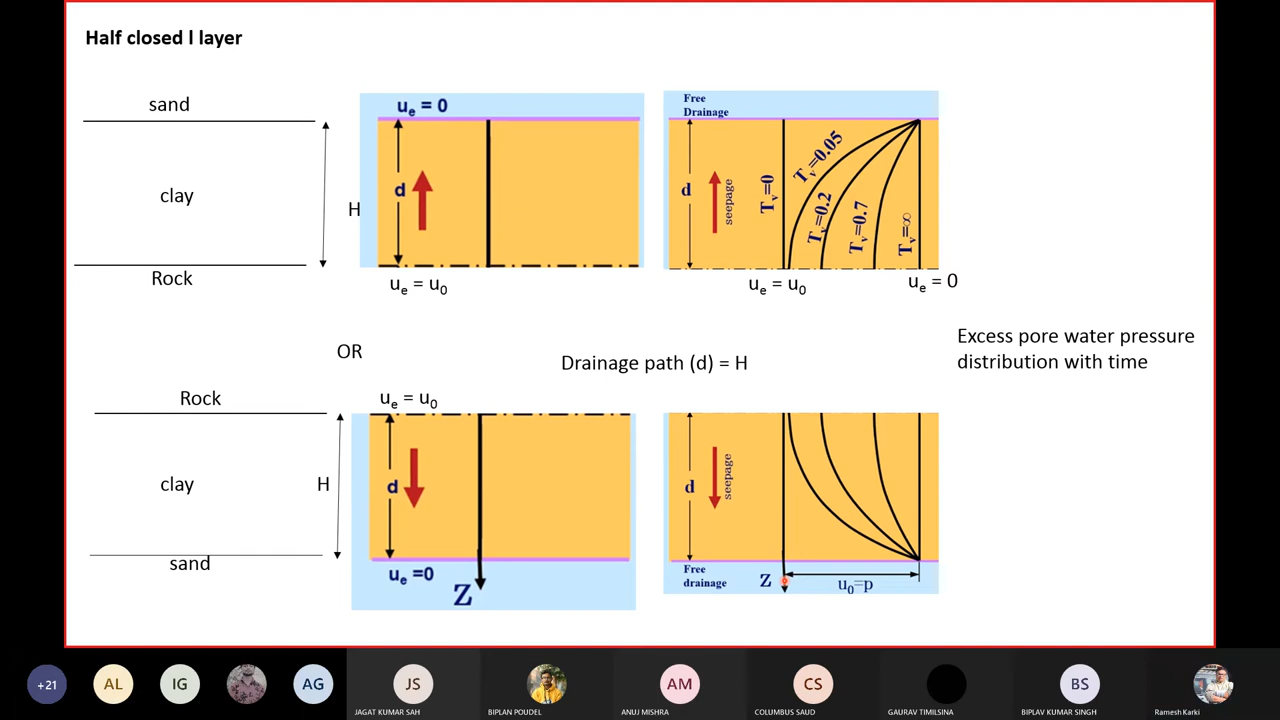 Half closed l layer
sand
clay
Rock
H
uₑ = 0
d
uₑ = u₀
Free
Drainage
d
seepage
Tᵥ=0
Tᵥ=0.05
Tᵥ=0.2
Tᵥ=0.7
Tᵥ=∞
uₑ = u₀
uₑ = 0
Excess pore water pressure
distribution with time
OR
Drainage path (d) = H
Rock
clay
sand
H
uₑ = u₀
d
uₑ =0
Z
d
seepage
Free
drainage
Z
u₀=p
+21
AL
IG
AG
JS
JAGAT KUMAR SAH
BIPLAN POUDEL
AM
ANUJ MISHRA
CS
COLUMBUS SAUD
GAURAV TIMILSINA
BS
BIPLAV KUMAR SINGH
Ramesh Karki